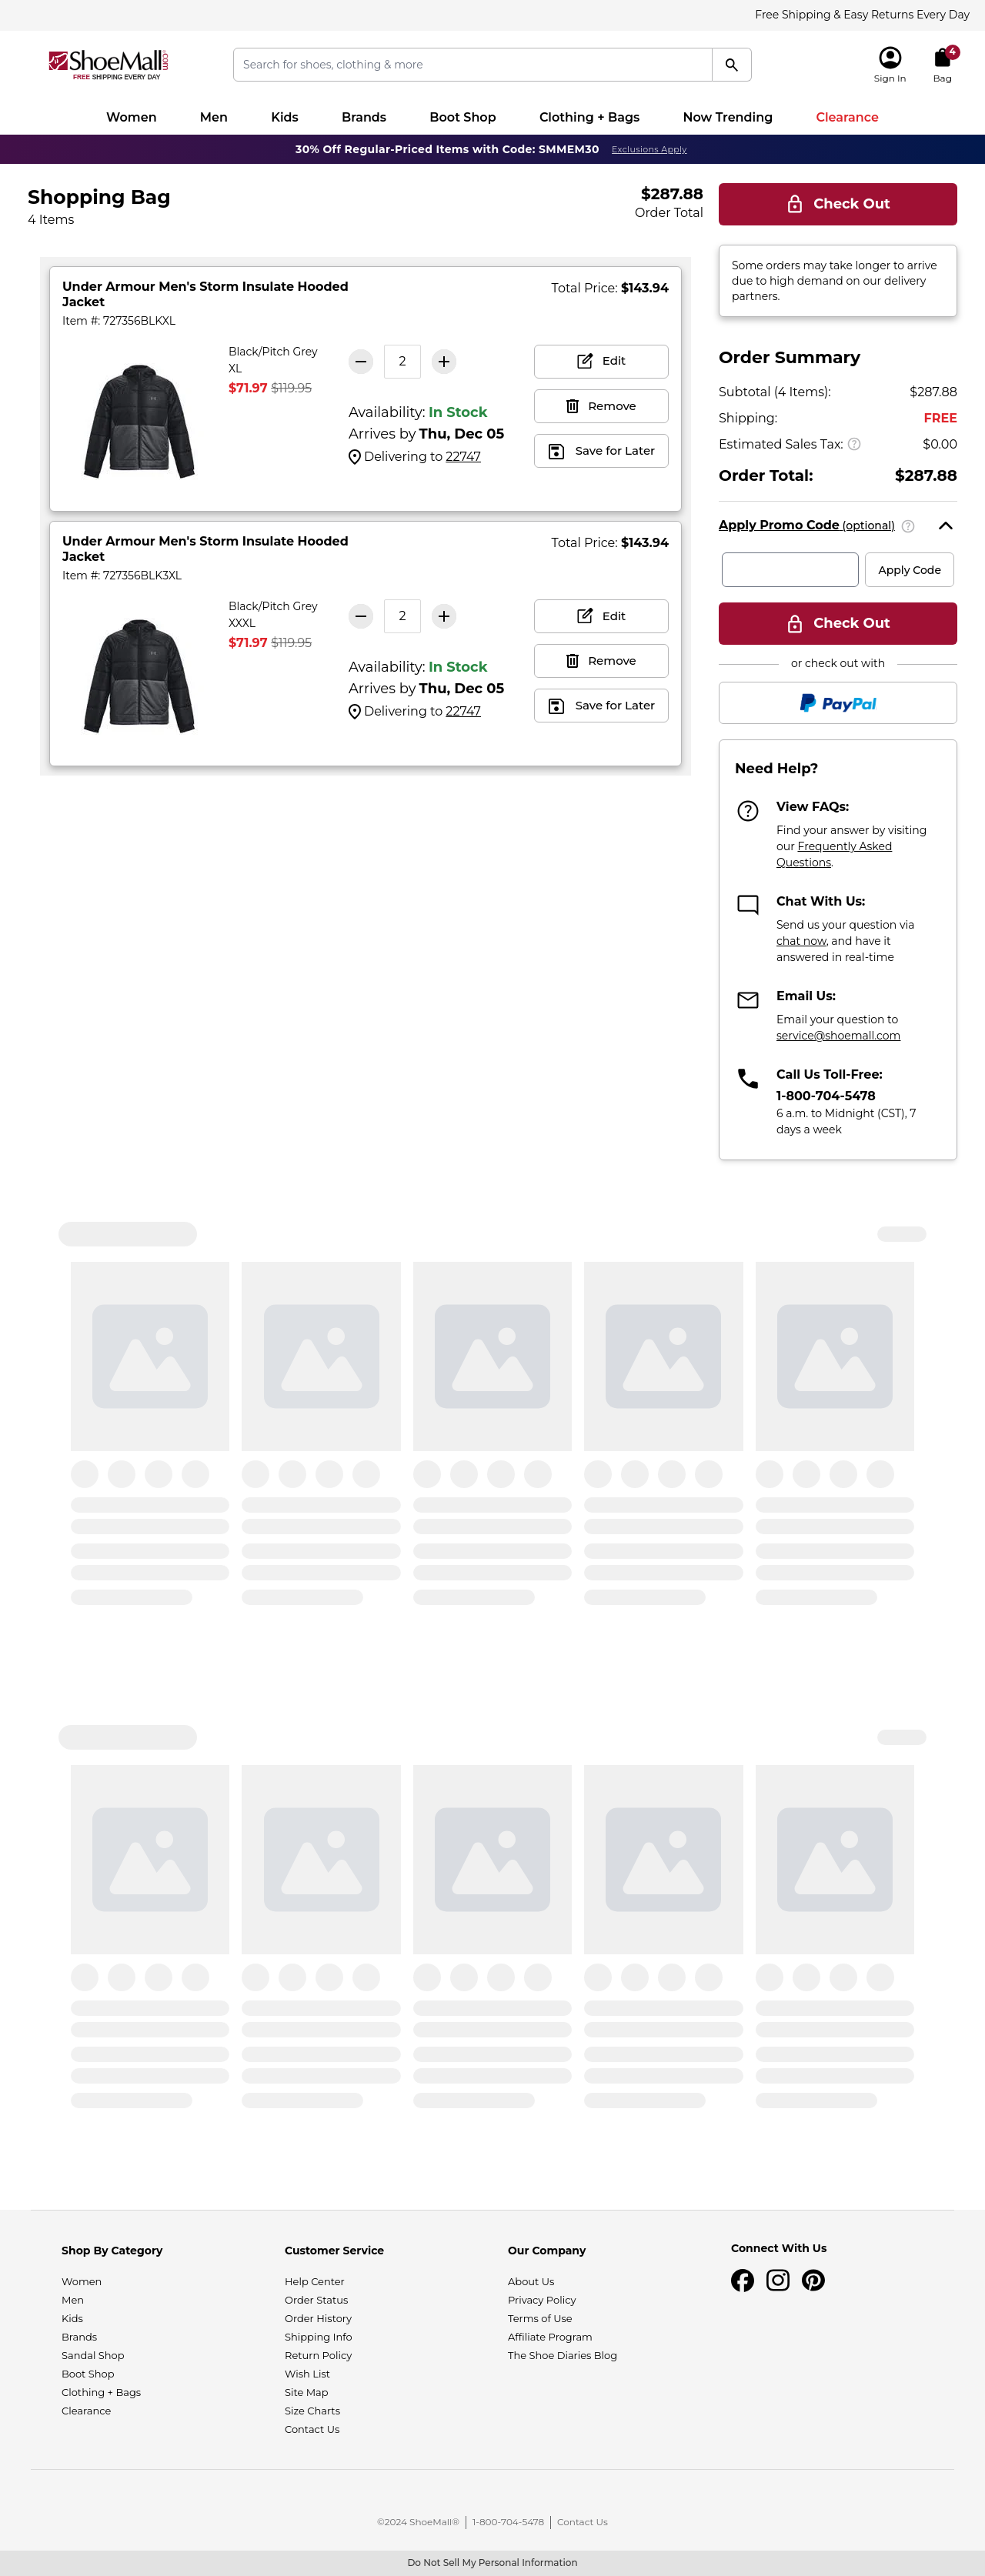 Free Shipping & Easy Returns Every Day
ShoeMall.com
FREE SHIPPING EVERY DAY
Search for shoes, clothing & more
Sign In
4
Bag
Women Men Kids Brands Boot Shop Clothing + Bags Now Trending Clearance
30% Off Regular-Priced Items with Code: SMMEM30 Exclusions Apply
Shopping Bag
4 Items
$287.88
Order Total
Check Out
Under Armour Men's Storm Insulate Hooded
Jacket
Item #: 727356BLKXL
Total Price: $143.94
Black/Pitch Grey
XL
$71.97 $119.95
2
Availability: In Stock
Arrives by Thu, Dec 05
Delivering to 22747
Edit
Remove
Save for Later
Under Armour Men's Storm Insulate Hooded
Jacket
Item #: 727356BLK3XL
Total Price: $143.94
Black/Pitch Grey
XXXL
$71.97 $119.95
2
Availability: In Stock
Arrives by Thu, Dec 05
Delivering to 22747
Edit
Remove
Save for Later
Some orders may take longer to arrive
due to high demand on our delivery
partners.
Order Summary
Subtotal (4 Items): $287.88
Shipping: FREE
Estimated Sales Tax: ? $0.00
Order Total: $287.88
Apply Promo Code (optional) ?
Apply Code
Check Out
or check out with
PayPal
Need Help?
View FAQs:
Find your answer by visiting
our Frequently Asked
Questions.
Chat With Us:
Send us your question via
chat now, and have it
answered in real-time
Email Us:
Email your question to
service@shoemall.com
Call Us Toll-Free:
1-800-704-5478
6 a.m. to Midnight (CST), 7
days a week
Shop By Category
Women
Men
Kids
Brands
Sandal Shop
Boot Shop
Clothing + Bags
Clearance
Customer Service
Help Center
Order Status
Order History
Shipping Info
Return Policy
Wish List
Site Map
Size Charts
Contact Us
Our Company
About Us
Privacy Policy
Terms of Use
Affiliate Program
The Shoe Diaries Blog
Connect With Us
©2024 ShoeMall® | 1-800-704-5478 | Contact Us
Do Not Sell My Personal Information